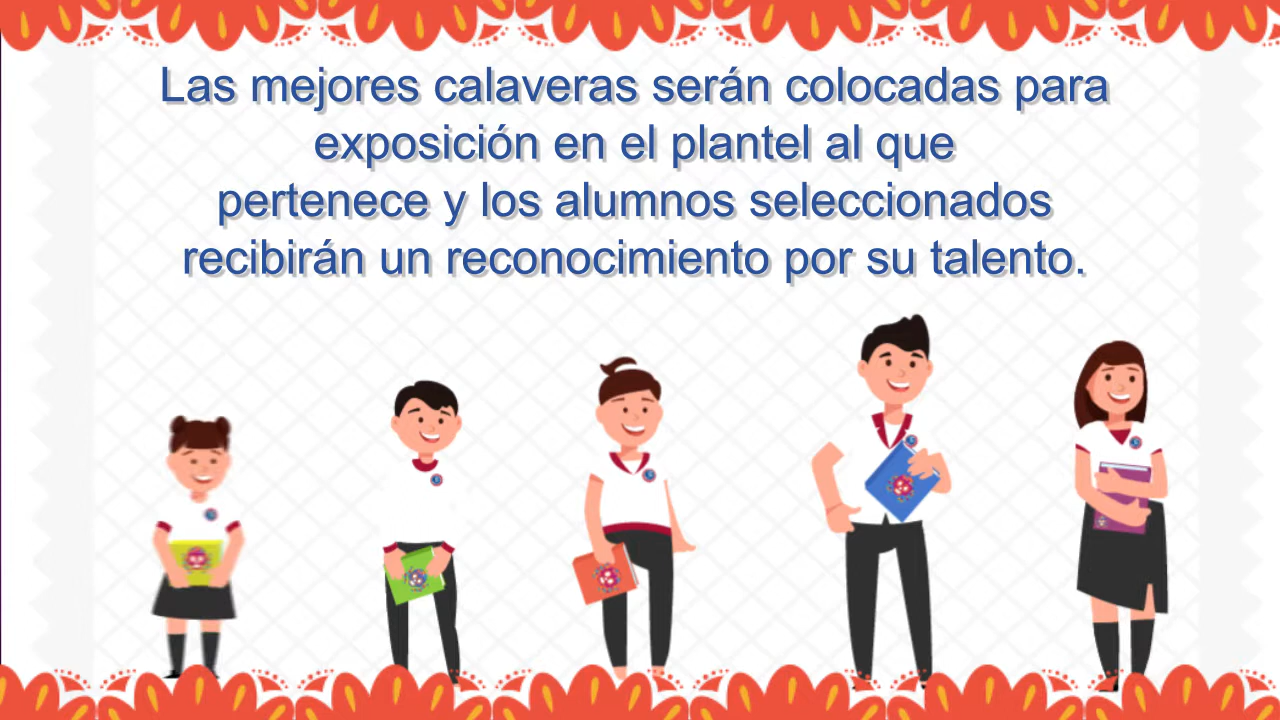 Las mejores calaveras serán colocadas para
exposición en el plantel al que
pertenece y los alumnos seleccionados
recibirán un reconocimiento por su talento.